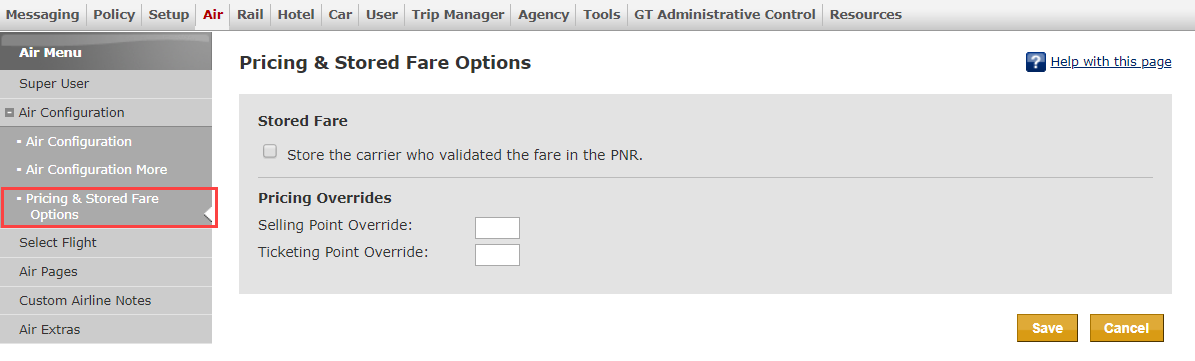 Messaging Policy Setup Air Rail Hotel Car User Trip Manager Agency Tools GT Administrative Control Resources
Air Menu
Super User
Air Configuration
Air Configuration
Air Configuration More
Pricing & Stored Fare
Options
Select Flight
Air Pages
Custom Airline Notes
Air Extras
Pricing & Stored Fare Options
? Help with this page
Stored Fare
Store the carrier who validated the fare in the PNR.
Pricing Overrides
Selling Point Override:
Ticketing Point Override:
Save Cancel